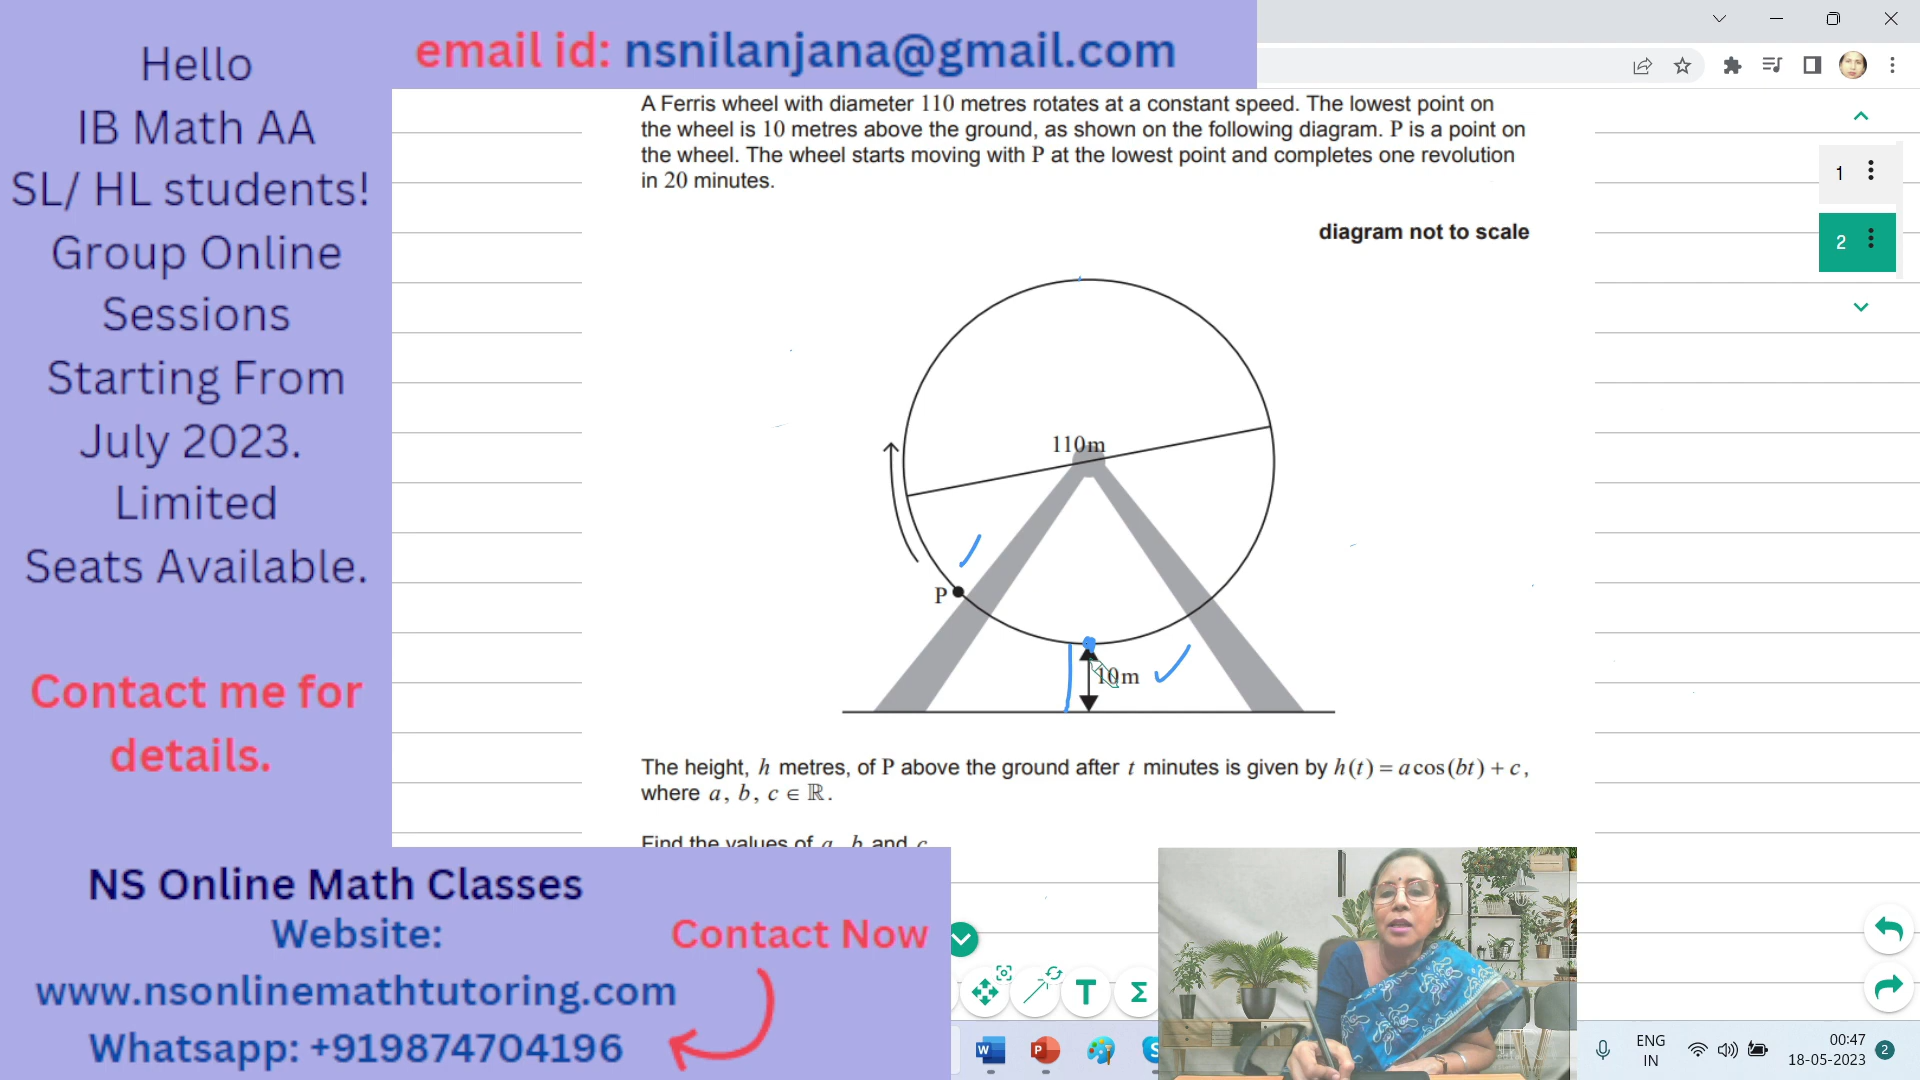 Hello
IB Math AA
SL/ HL students!
Group Online
Sessions
Starting From
July 2023.
Limited
Seats Available.
Contact me for
details.
email id: nsnilanjana@gmail.com
A Ferris wheel with diameter 110 metres rotates at a constant speed. The lowest point on
the wheel is 10 metres above the ground, as shown on the following diagram. P is a point on
the wheel. The wheel starts moving with P at the lowest point and completes one revolution
in 20 minutes.
diagram not to scale
110m
P
10m
The height, h metres, of P above the ground after t minutes is given by h(t) = a cos(bt) + c,
where a, b, c ∈ ℝ.
Find the values of a, b and c
1
2
NS Online Math Classes
Website:
www.nsonlinemathtutoring.com
Whatsapp: +919874704196
Contact Now
T
Σ
W
P
S
ENG
IN
00:47
18-05-2023
2